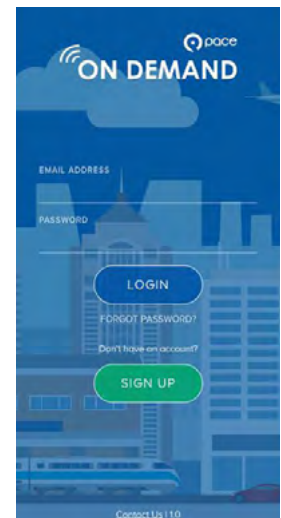 pace
ON DEMAND
EMAIL ADDRESS
PASSWORD
LOGIN
FORGOT PASSWORD?
Don't have an account?
SIGN UP
Contact Us | 1.0